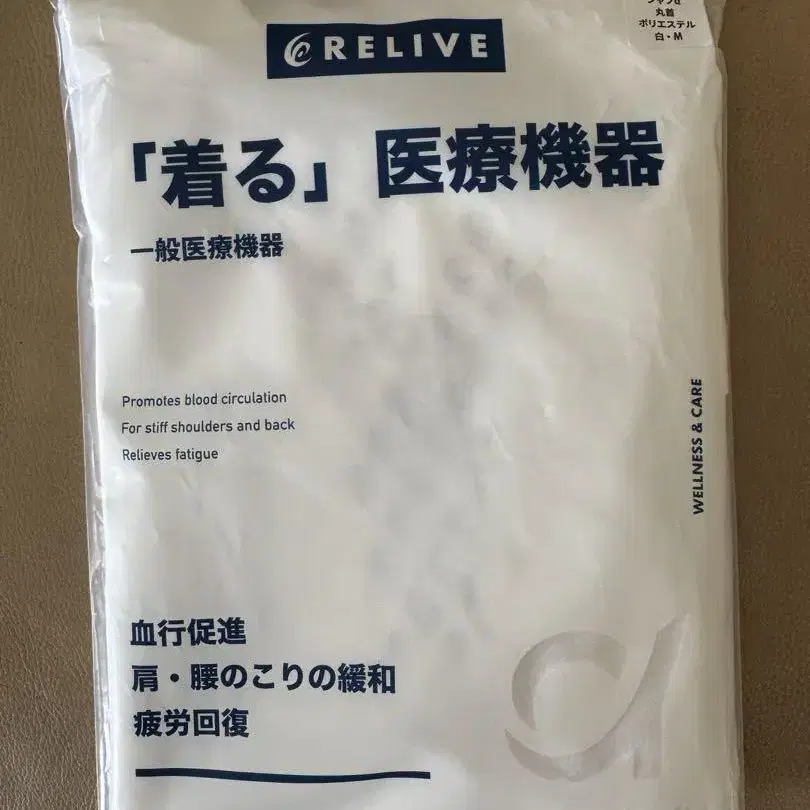 RELIVE
丸首
ポリエステル
白・M
「着る」医療機器
一般医療機器
Promotes blood circulation
For stiff shoulders and back
Relieves fatigue
WELLNESS & CARE
血行促進
肩・腰のこりの緩和
疲労回復